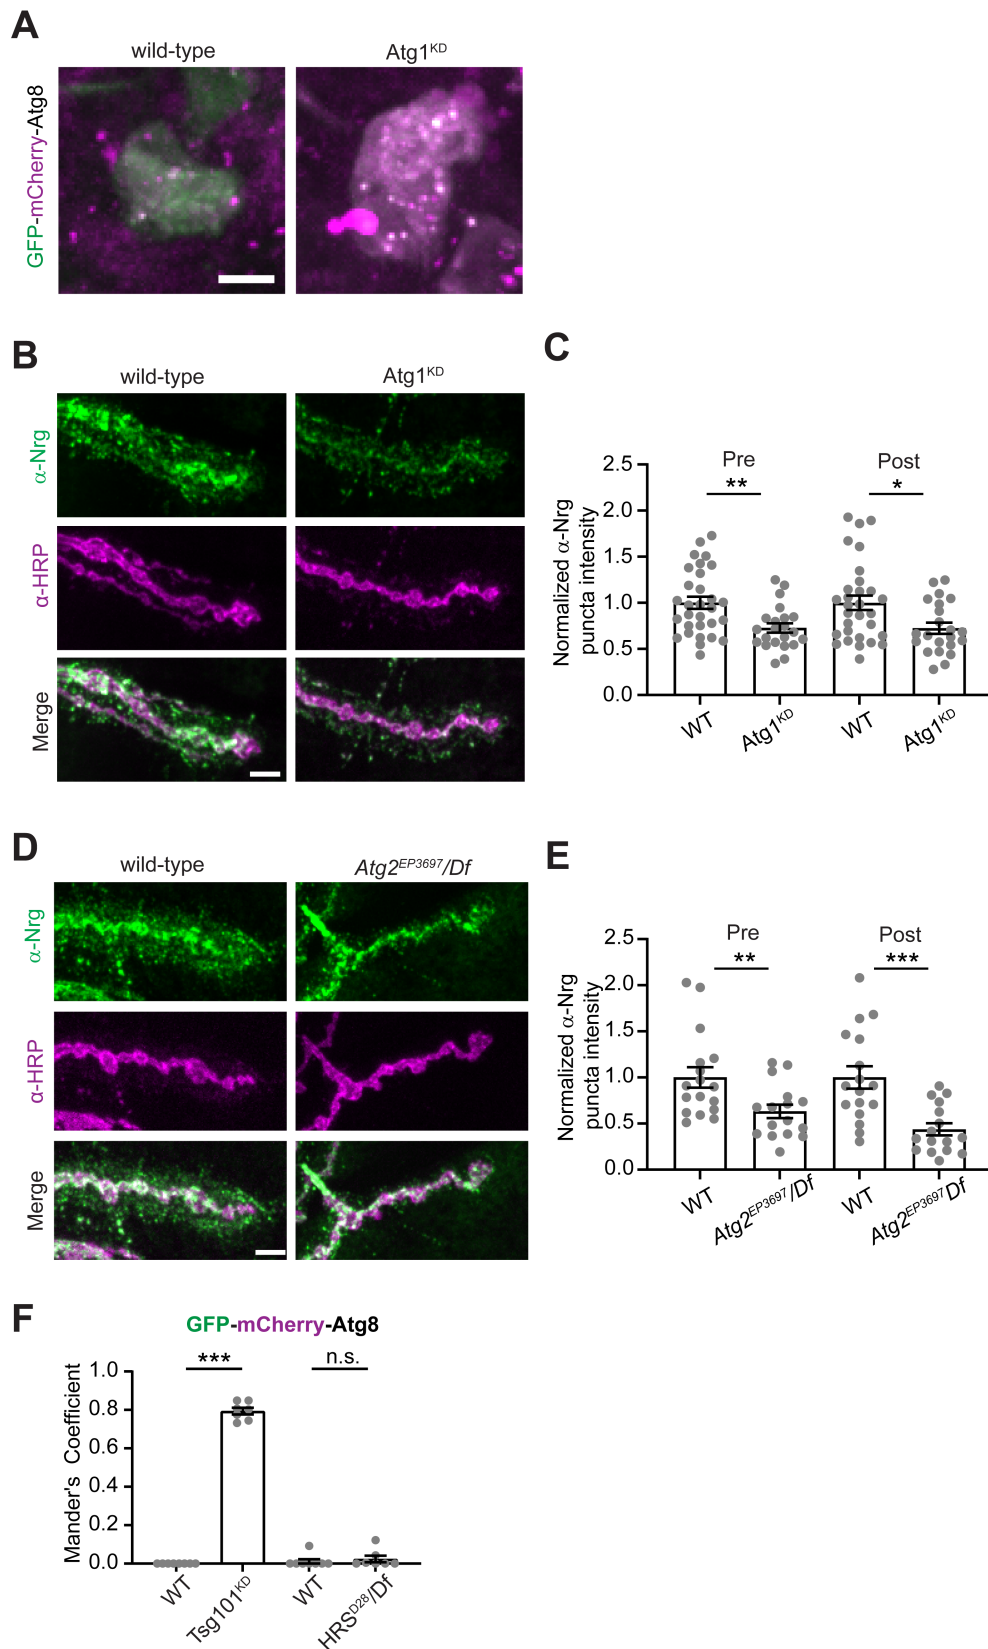 A
wild-type
Atg1KD
GFP-mCherry-Atg8
B
wild-type
Atg1KD
α-Nrg
α-HRP
Merge
C
Normalized α-Nrg
puncta intensity
2.5
2.0
1.5
1.0
0.5
0.0
Pre
**
Post
*
WT
Atg1KD
WT
Atg1KD
D
wild-type
Atg2EP3697/Df
α-Nrg
α-HRP
Merge
E
Normalized α-Nrg
puncta intensity
2.5
2.0
1.5
1.0
0.5
0.0
Pre
**
Post
***
WT
Atg2EP3697/Df
WT
Atg2EP3697Df
F
GFP-mCherry-Atg8
Mander's Coefficient
1.0
0.8
0.6
0.4
0.2
0.0
***
n.s.
WT
Tsg101KD
WT
HRSD28/Df